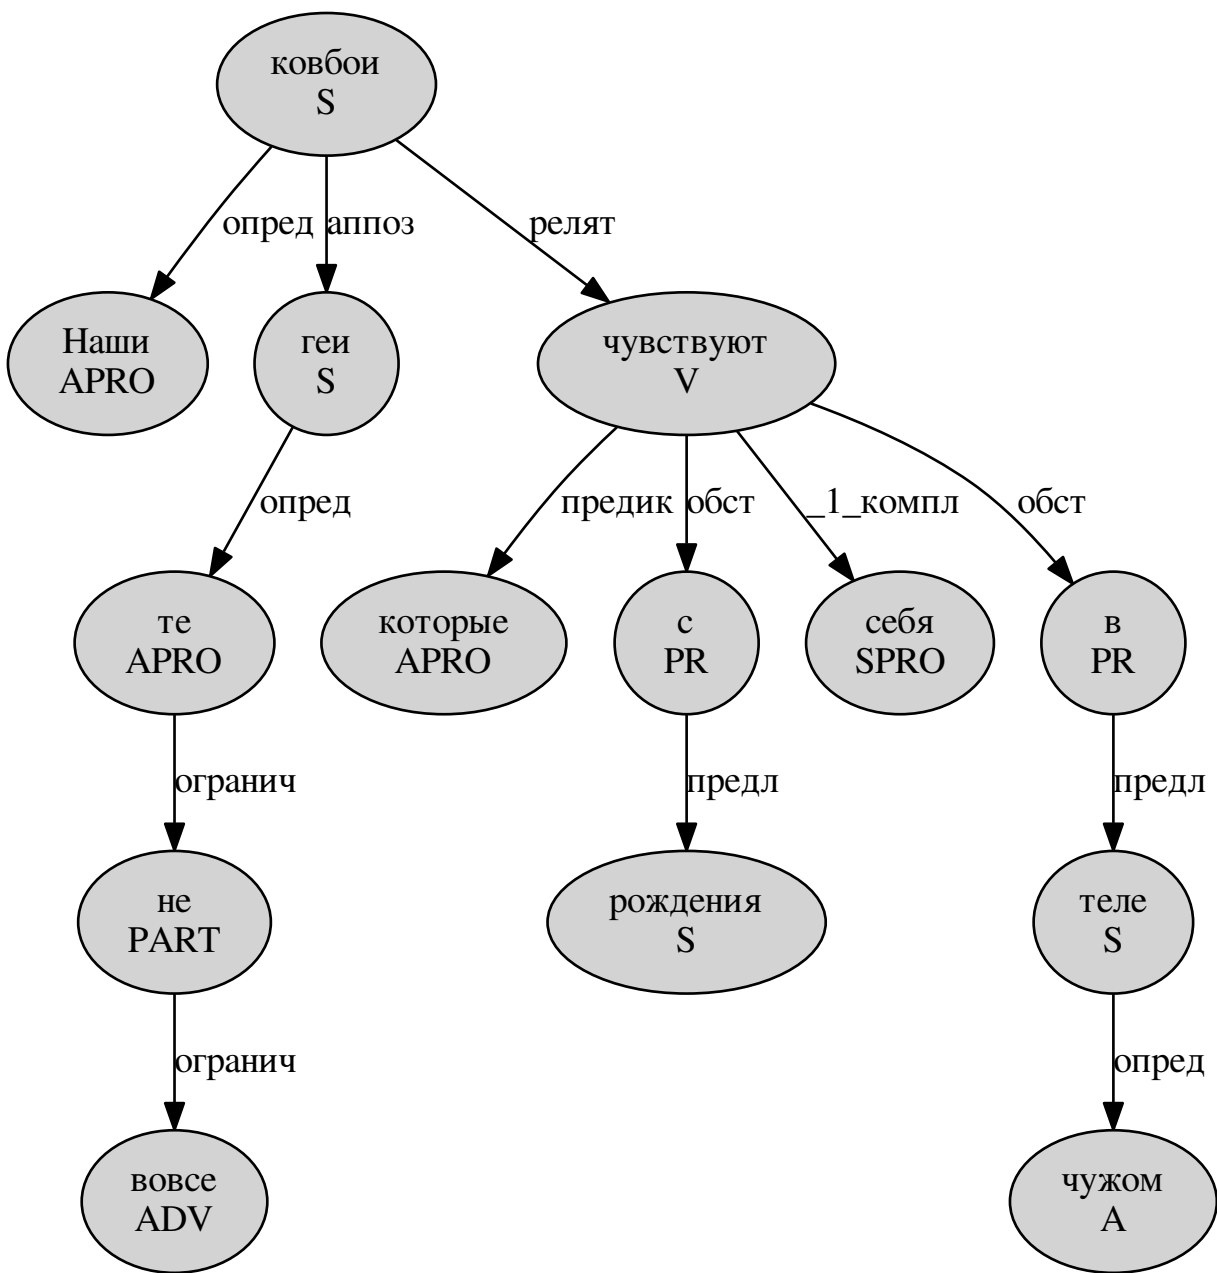 ковбои
S
опред аппоз релят
Наши
APRO
геи
S
чувствуют
V
опред предик обст _1_компл обст
те
APRO
которые
APRO
с
PR
себя
SPRO
в
PR
огранич предл предл
не
PART
рождения
S
теле
S
огранич опред
вовсе
ADV
чужом
A